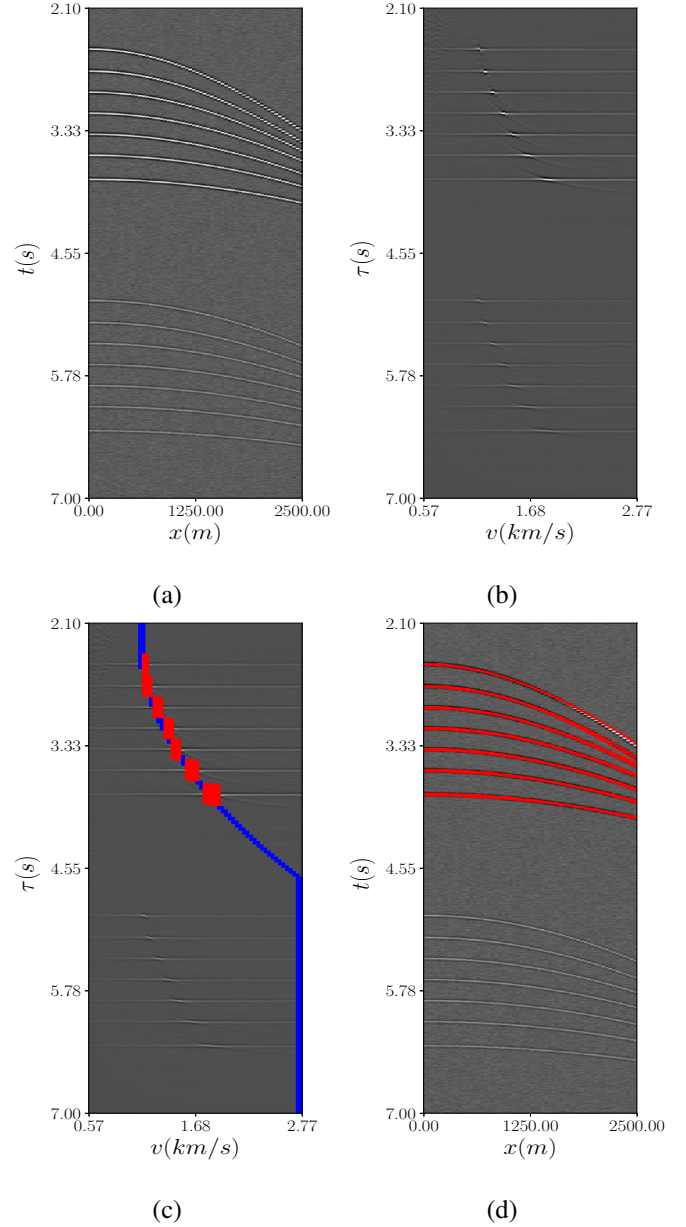 2.10
3.33
4.55
5.78
7.00
t(s)
0.00 1250.00 2500.00
x(m)
(a)
2.10
3.33
4.55
5.78
7.00
τ(s)
0.57 1.68 2.77
v(km/s)
(b)
2.10
3.33
4.55
5.78
7.00
τ(s)
0.57 1.68 2.77
v(km/s)
(c)
2.10
3.33
4.55
5.78
7.00
t(s)
0.00 1250.00 2500.00
x(m)
(d)